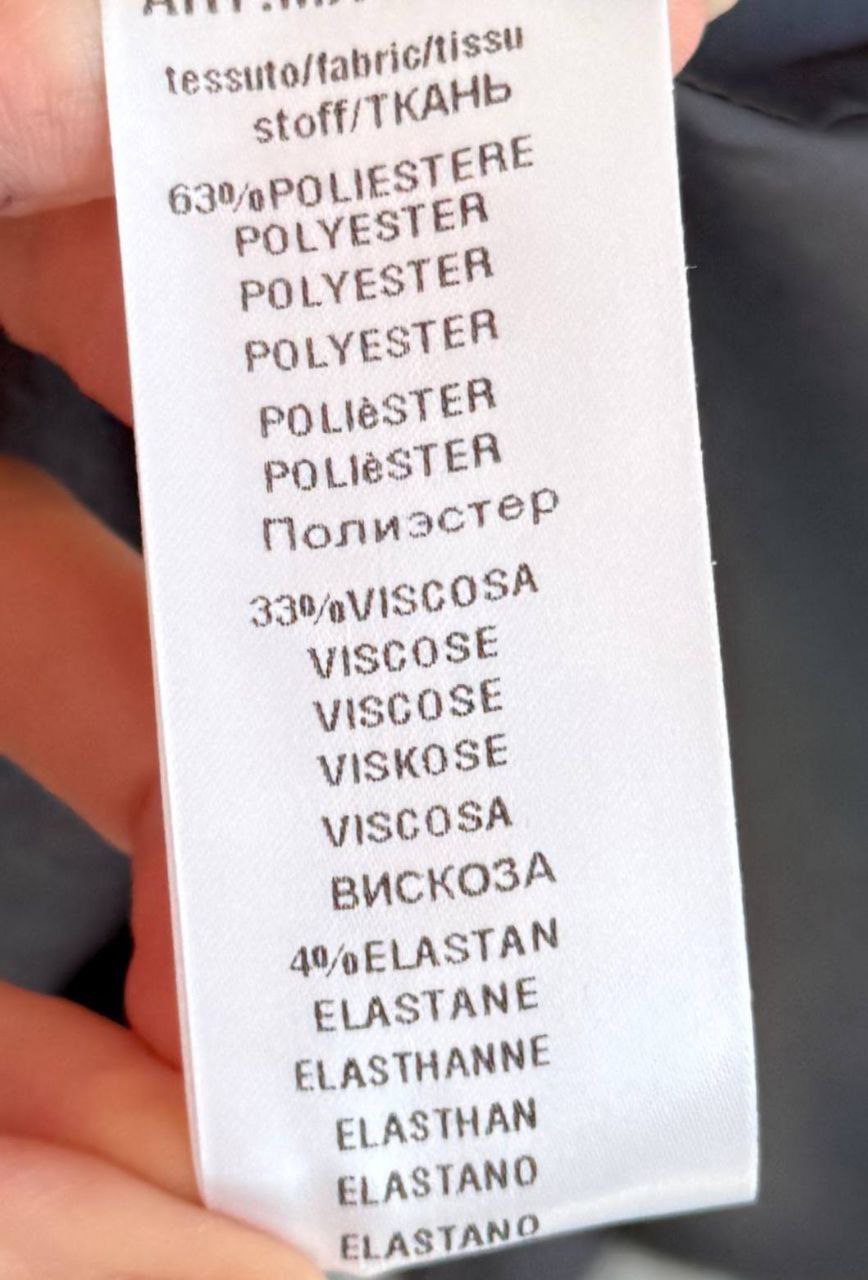 tessuto/fabric/tissu
stoff/ТКАНЬ
63%POLIESTERE
POLYESTER
POLYESTER
POLYESTER
POLIèSTER
POLIèSTER
Полиэстер
33%VISCOSA
VISCOSE
VISCOSE
VISKOSE
VISCOSA
ВИСКОЗА
4%ELASTAN
ELASTANE
ELASTHANNE
ELASTHAN
ELASTANO
ELASTANO